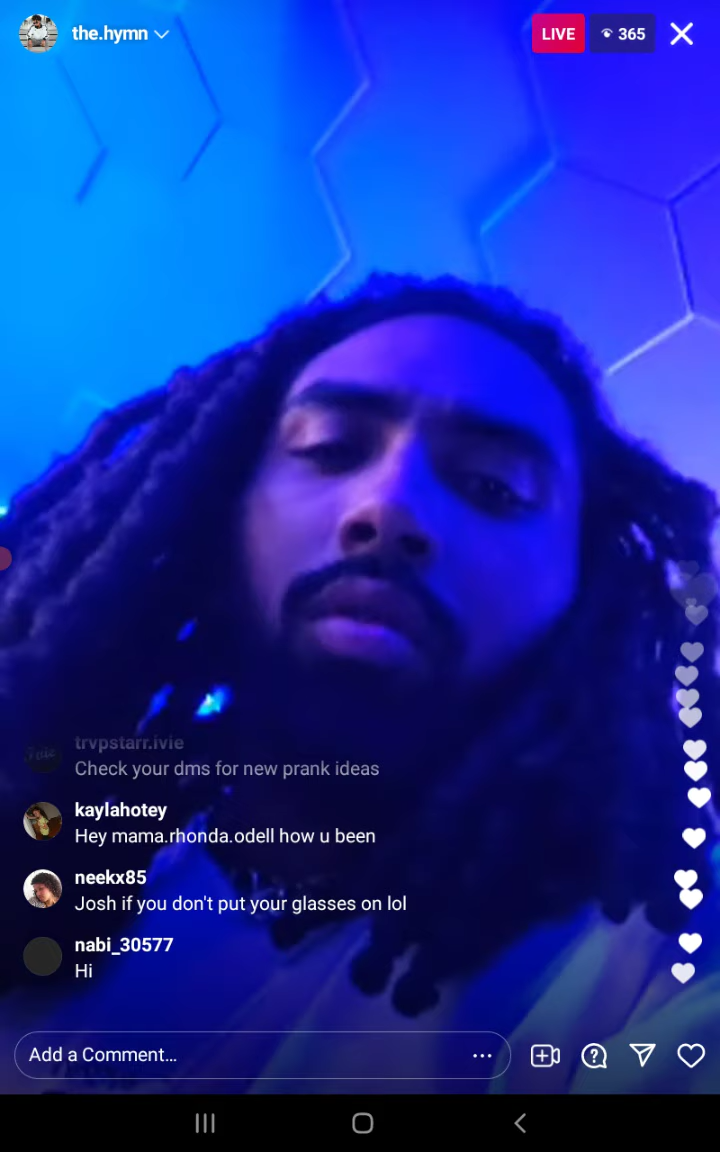 the.hymn
LIVE
365
trvpstarr.ivie
Check your dms for new prank ideas
kaylahotey
Hey mama.rhonda.odell how u been
neekx85
Josh if you don't put your glasses on lol
nabi_30577
Hi
Add a Comment...